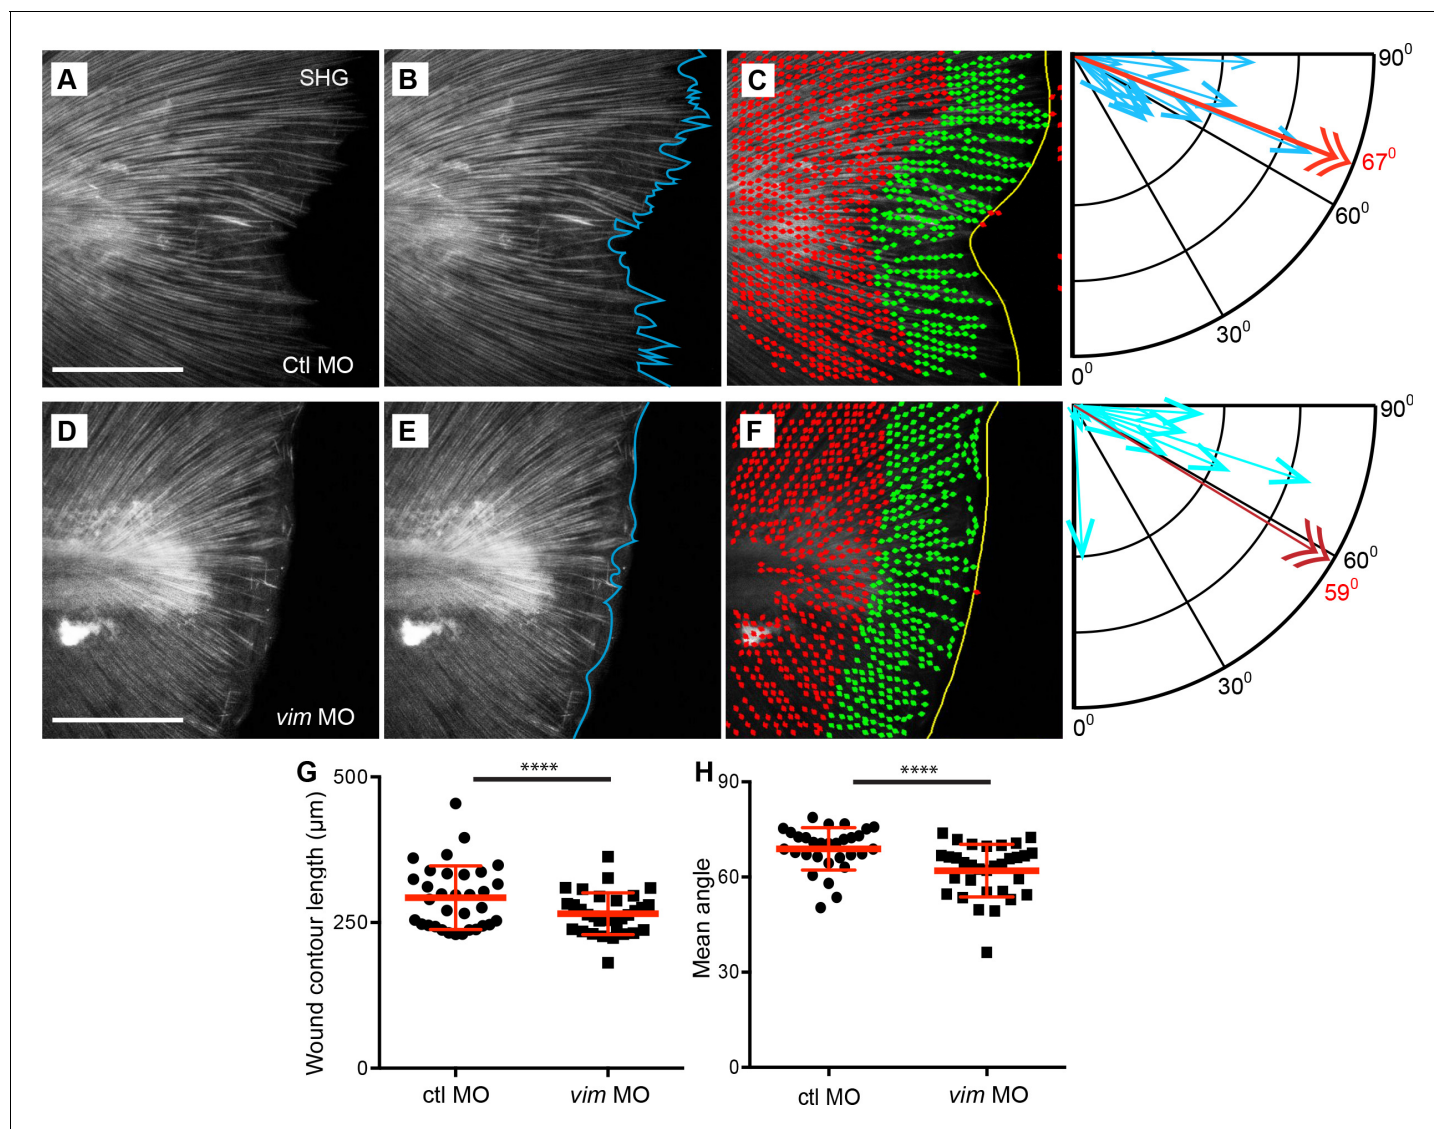 A
SHG
Ctl MO
B
C
90⁰
67⁰
60⁰
30⁰
0⁰
D
vim MO
E
F
90⁰
60⁰
59⁰
30⁰
0⁰
G
****
500
250
0
Wound contour length (µm)
ctl MO
vim MO
H
****
90
60
30
0
Mean angle
ctl MO
vim MO